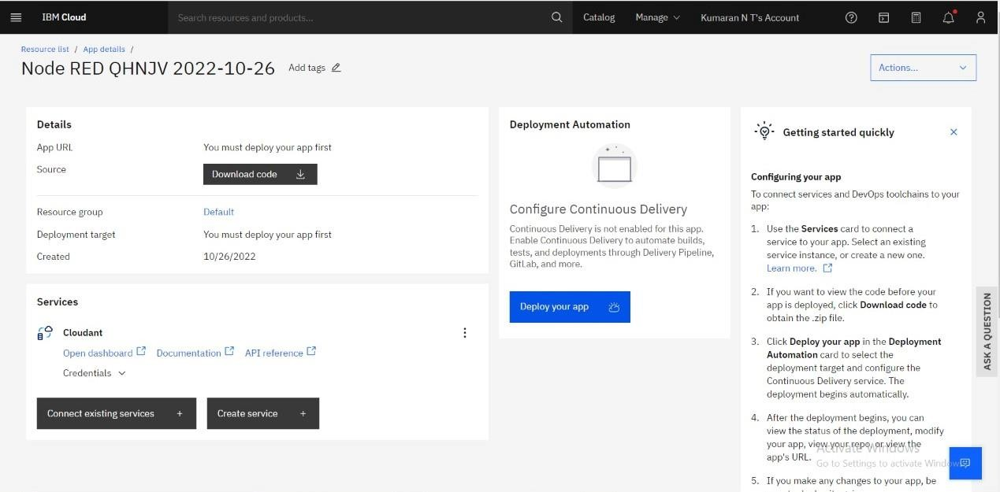 IBM Cloud
Search resources and products...
Catalog
Manage
Kumaran N T's Account
Resource list / App details /
Node RED QHNJV 2022-10-26
Add tags
Actions...
Details
App URL
You must deploy your app first
Source
Download code
Resource group
Default
Deployment target
You must deploy your app first
Created
10/26/2022
Services
Cloudant
Open dashboard
Documentation
API reference
Credentials
Connect existing services +
Create service +
Deployment Automation
Configure Continuous Delivery
Continuous Delivery is not enabled for this app.
Enable Continuous Delivery to automate builds,
tests, and deployments through Delivery Pipeline,
GitLab, and more.
Deploy your app
Getting started quickly
Configuring your app
To connect services and DevOps toolchains to your
app:
1. Use the Services card to connect a
service to your app. Select an existing
service instance, or create a new one.
Learn more.
2. If you want to view the code before your
app is deployed, click Download code to
obtain the .zip file.
3. Click Deploy your app in the Deployment
Automation card to select the
deployment target and configure the
Continuous Delivery service. The
deployment begins automatically.
4. After the deployment begins, you can
view the status of the deployment, modify
your app, view your repo, or view the
app's URL.
5. If you make any changes to your app, be
ASK A QUESTION
Activate Windows
Go to Settings to activate Windows